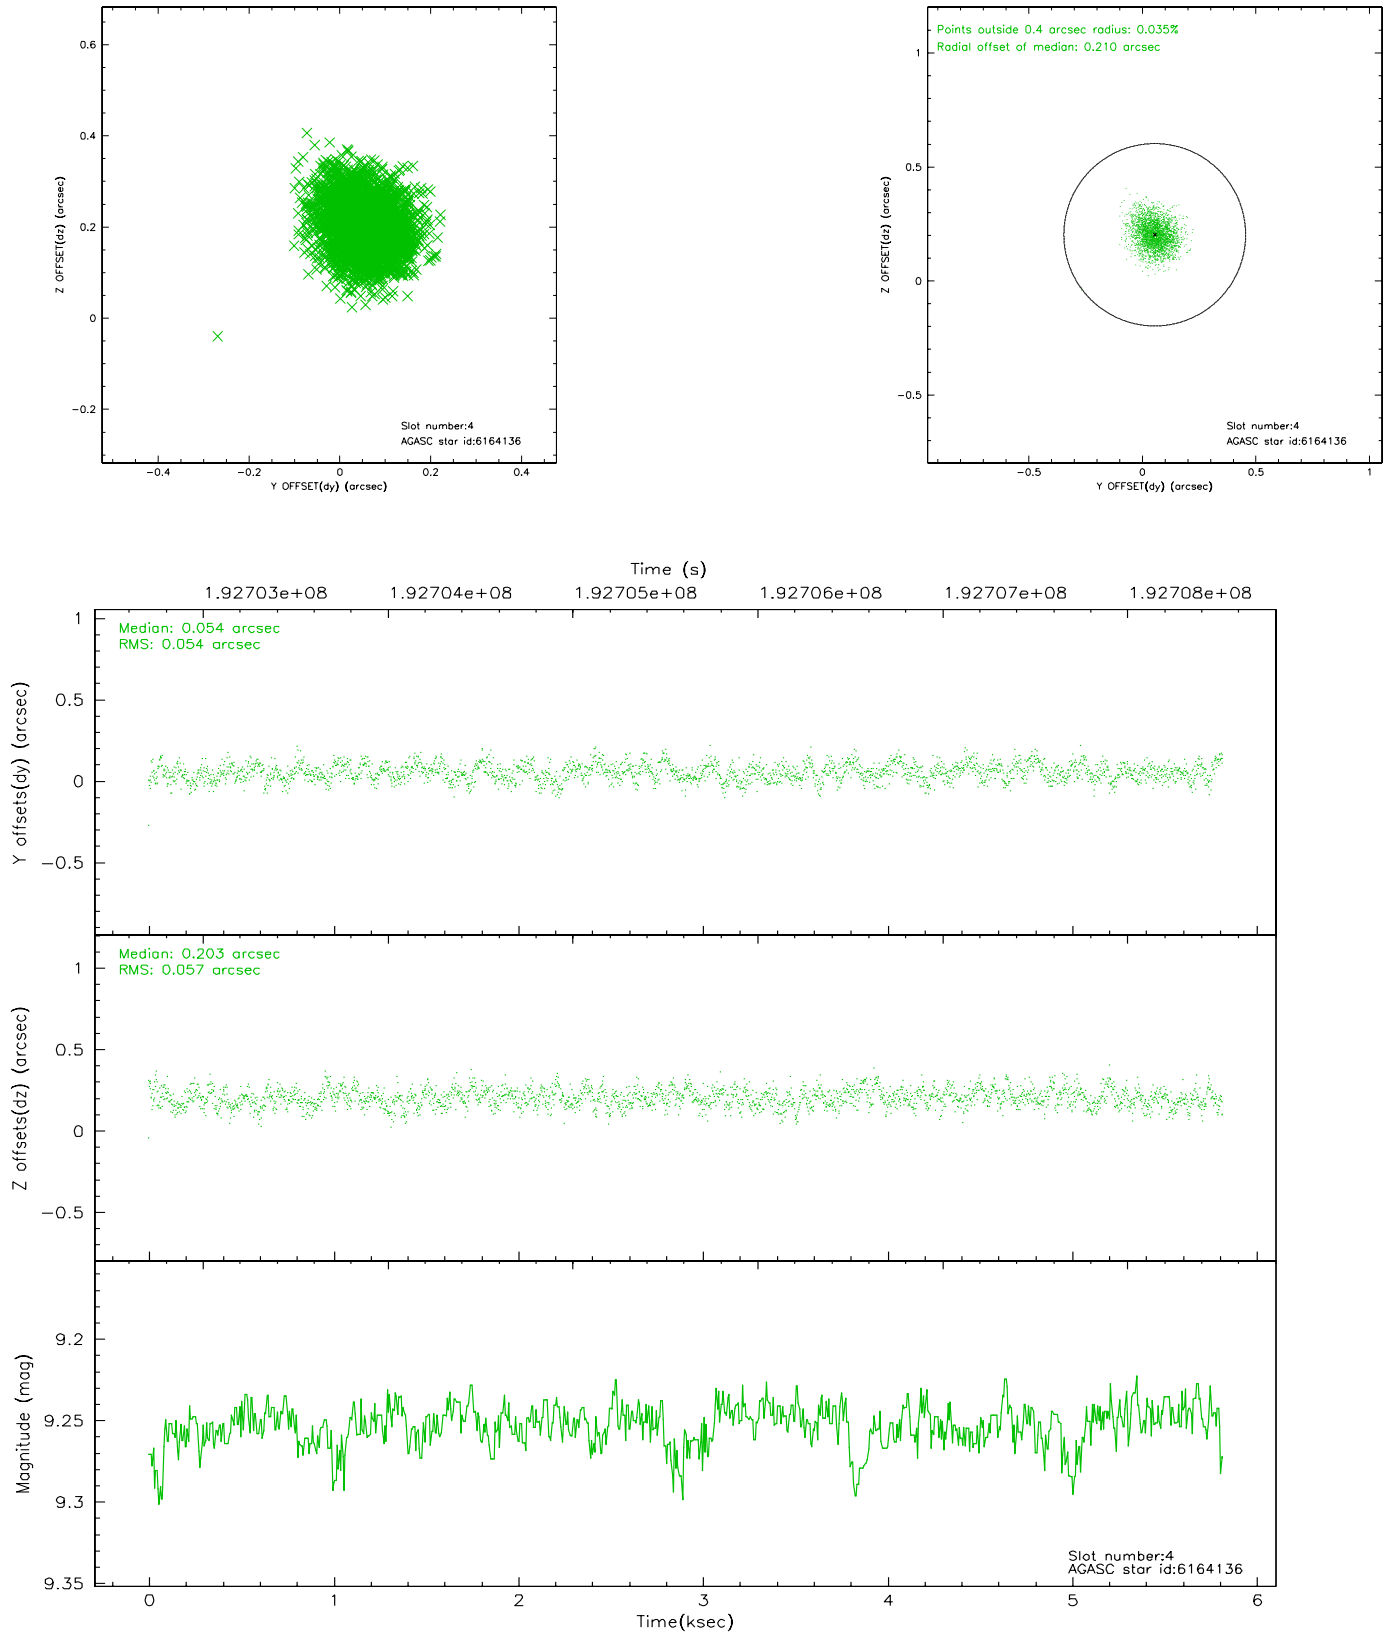 0.6
0.4
0.2
0
−0.2
Z OFFSET(dz) (arcsec)
Slot number:4
AGASC star id:6164136
−0.4
−0.2
0
0.2
0.4
Y OFFSET(dy) (arcsec)
Points outside 0.4 arcsec radius: 0.035%
Radial offset of median: 0.210 arcsec
1
0.5
0
−0.5
Z OFFSET(dz) (arcsec)
Slot number:4
AGASC star id:6164136
−0.5
0
0.5
1
Y OFFSET(dy) (arcsec)
Time (s)
1.92703e+08
1.92704e+08
1.92705e+08
1.92706e+08
1.92707e+08
1.92708e+08
Median: 0.054 arcsec
RMS: 0.054 arcsec
1
0.5
0
−0.5
Y offsets(dy) (arcsec)
Median: 0.203 arcsec
RMS: 0.057 arcsec
1
0.5
0
−0.5
Z offsets(dz) (arcsec)
9.2
9.25
9.3
9.35
Magnitude (mag)
Slot number:4
AGASC star id:6164136
0
1
2
3
4
5
6
Time(ksec)